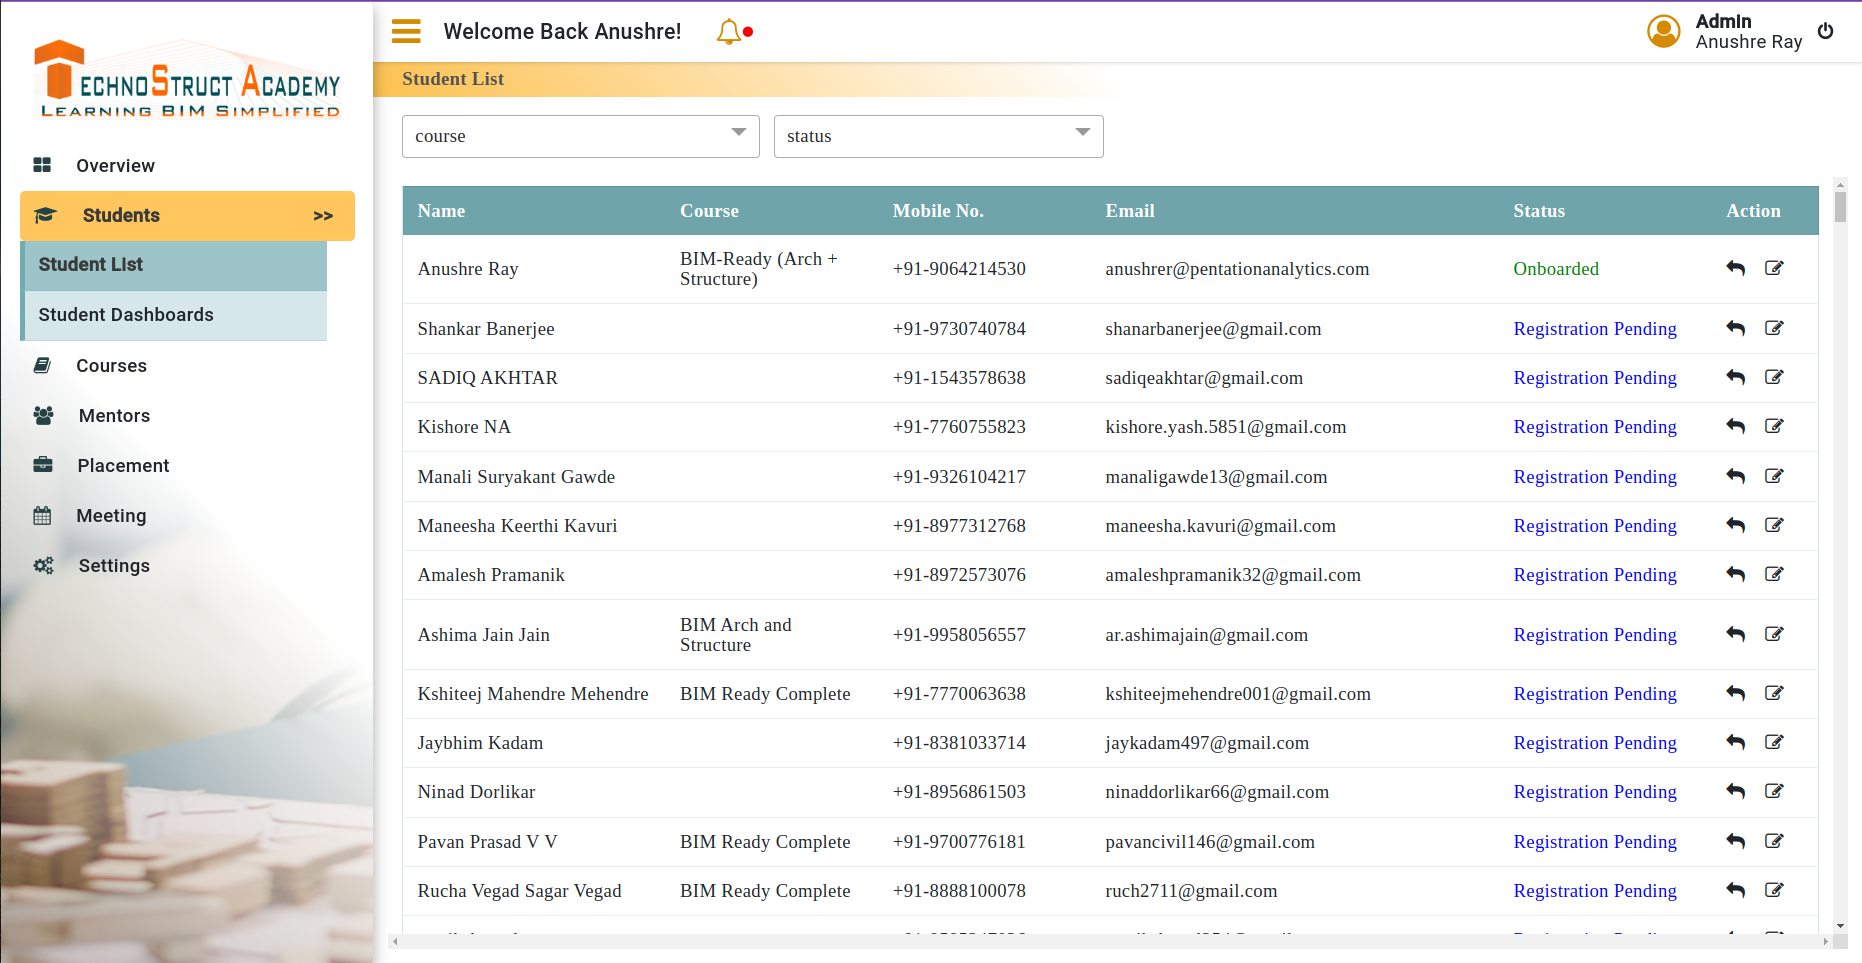 Welcome Back Anushre!
Admin
Anushre Ray
TECHNOSTRUCT ACADEMY
LEARNING BIM SIMPLIFIED
Overview
Students >>
Student List
Student Dashboards
Courses
Mentors
Placement
Meeting
Settings
Student List
course status
Name Course Mobile No. Email Status Action
Anushre Ray BIM-Ready (Arch + Structure) +91-9064214530 anushrer@pentationanalytics.com Onboarded
Shankar Banerjee +91-9730740784 shanarbanerjee@gmail.com Registration Pending
SADIQ AKHTAR +91-1543578638 sadiqeakhtar@gmail.com Registration Pending
Kishore NA +91-7760755823 kishore.yash.5851@gmail.com Registration Pending
Manali Suryakant Gawde +91-9326104217 manaligawde13@gmail.com Registration Pending
Maneesha Keerthi Kavuri +91-8977312768 maneesha.kavuri@gmail.com Registration Pending
Amalesh Pramanik +91-8972573076 amaleshpramanik32@gmail.com Registration Pending
Ashima Jain Jain BIM Arch and Structure +91-9958056557 ar.ashimajain@gmail.com Registration Pending
Kshiteej Mahendre Mehendre BIM Ready Complete +91-7770063638 kshiteejmehendre001@gmail.com Registration Pending
Jaybhim Kadam +91-8381033714 jaykadam497@gmail.com Registration Pending
Ninad Dorlikar +91-8956861503 ninaddorlikar66@gmail.com Registration Pending
Pavan Prasad V V BIM Ready Complete +91-9700776181 pavancivil146@gmail.com Registration Pending
Rucha Vegad Sagar Vegad BIM Ready Complete +91-8888100078 ruch2711@gmail.com Registration Pending